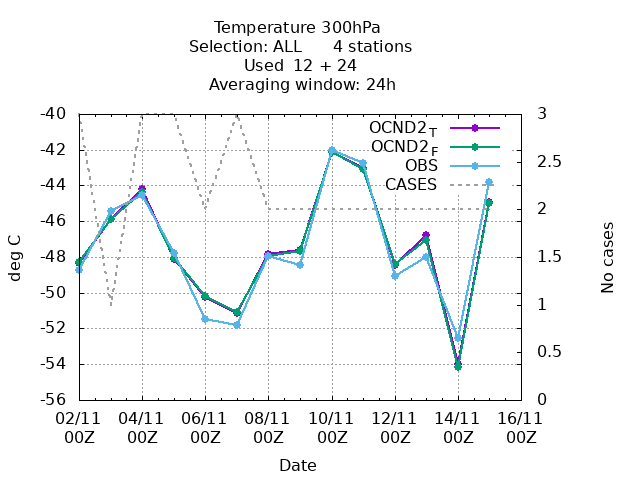 Temperature 300hPa
Selection: ALL 4 stations
Used 12 + 24
Averaging window: 24h
-40 3
OCND2T
-42 OCND2F 2.5
OBS
-44 CASES
-46 2
-48 1.5
deg C
No cases
-50 1
-52 0.5
-54
-56 0
02/11 04/11 06/11 08/11 10/11 12/11 14/11 16/11
00Z 00Z 00Z 00Z 00Z 00Z 00Z 00Z
Date